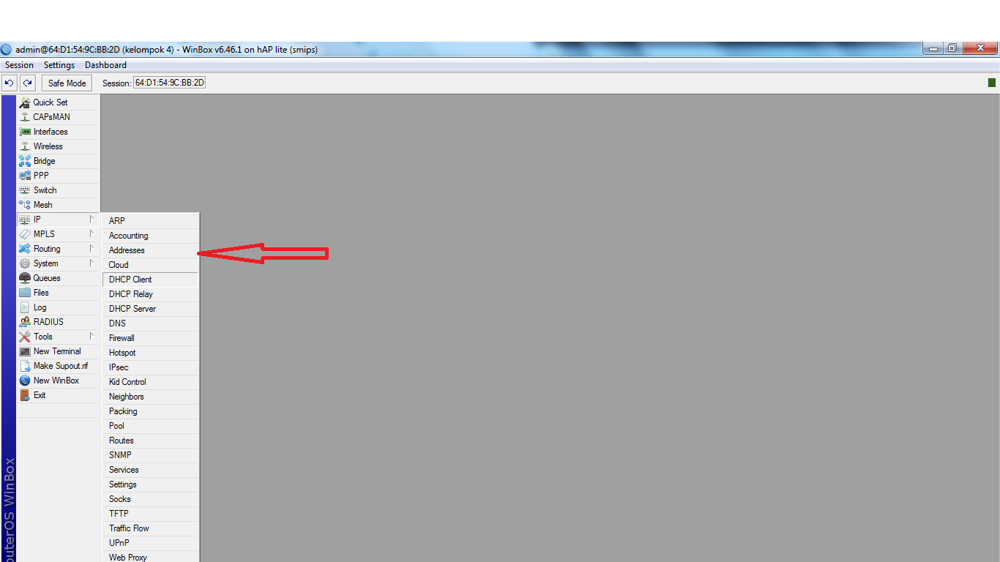 admin@64:D1:54:9C:BB:2D (kelompok 4) - WinBox v6.46.1 on hAP lite (smips)
Session Settings Dashboard
Safe Mode Session: 64:D1:54:9C:BB:2D
Quick Set
CAPsMAN
Interfaces
Wireless
Bridge
PPP
Switch
Mesh
IP
MPLS
Routing
System
Queues
Files
Log
RADIUS
Tools
New Terminal
Make Supout.rif
New WinBox
Exit
ARP
Accounting
Addresses
Cloud
DHCP Client
DHCP Relay
DHCP Server
DNS
Firewall
Hotspot
IPsec
Kid Control
Neighbors
Packing
Pool
Routes
SNMP
Services
Settings
Socks
TFTP
Traffic Flow
UPnP
Web Proxy
outerOS WinBox